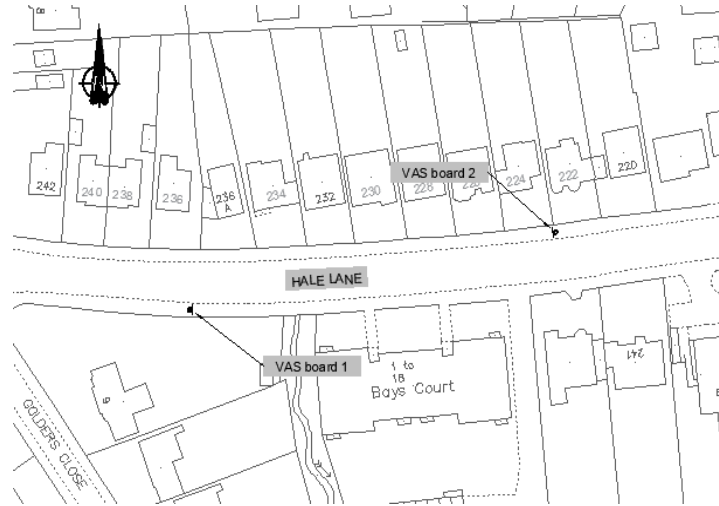 VAS board 2
242
240
238
236
236
A
234
232
230
228
224
222
220
HALE LANE
VAS board 1
1 to
18
Bays Court
241
9
GOLDERS CLOSE